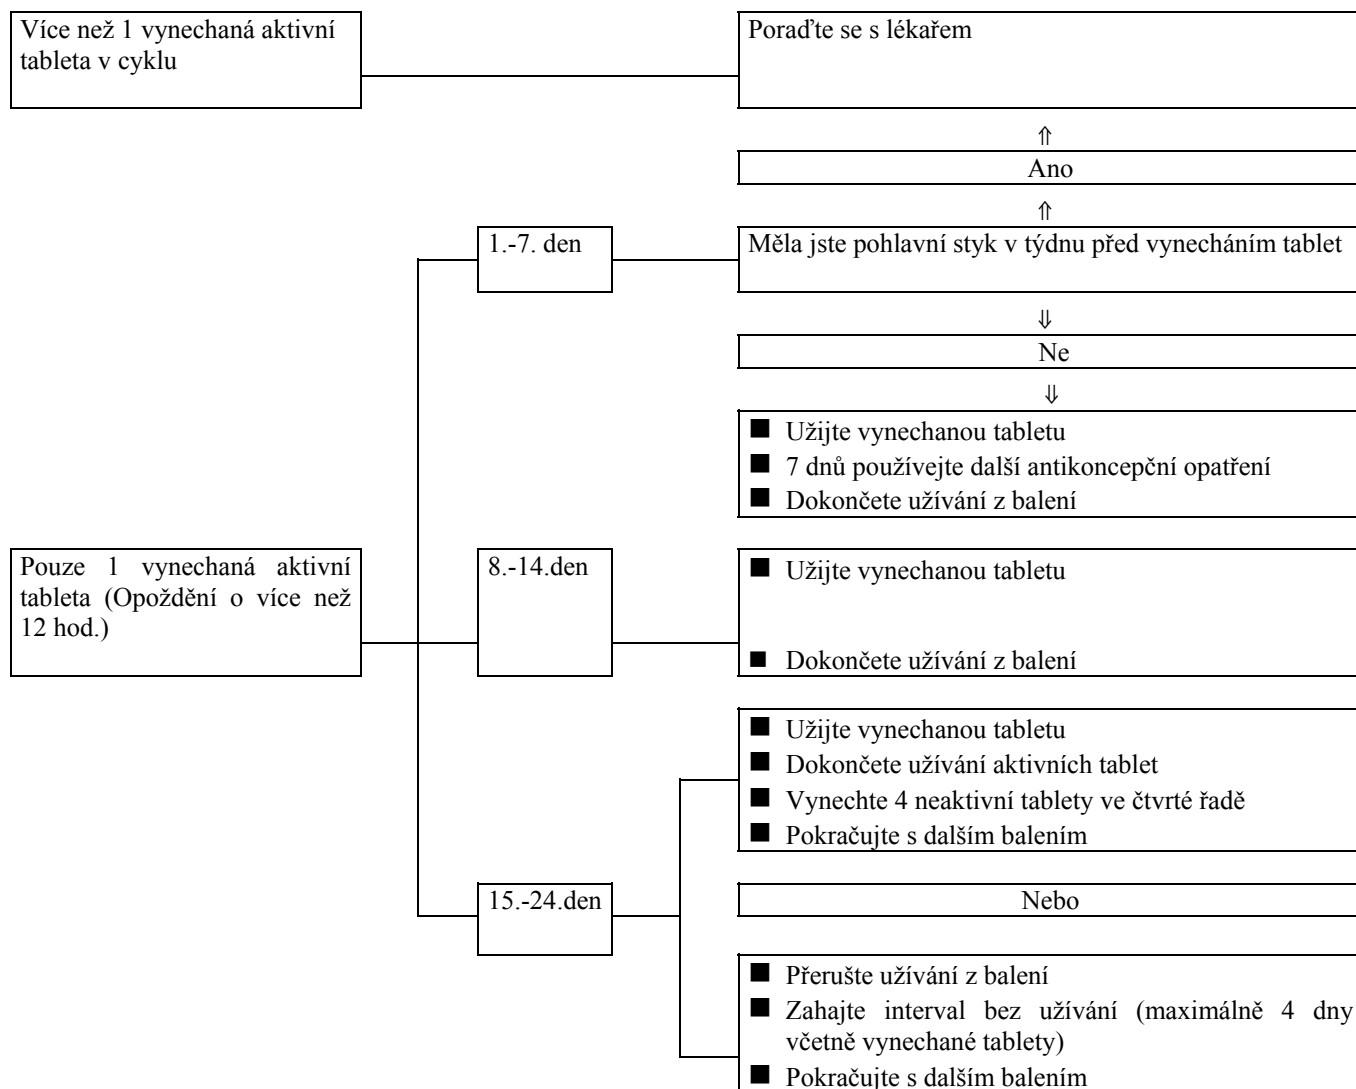 Více než 1 vynechaná aktivní
tableta v cyklu
Poraďte se s lékařem
⇑
Ano
⇑
1.-7. den
Měla jste pohlavní styk v týdnu před vynecháním tablet
⇓
Ne
⇓
■ Užijte vynechanou tabletu
■ 7 dnů používejte další antikoncepční opatření
■ Dokončete užívání z balení
Pouze 1 vynechaná aktivní
tableta (Opoždění o více než
12 hod.)
8.-14.den
■ Užijte vynechanou tabletu
■ Dokončete užívání z balení
■ Užijte vynechanou tabletu
■ Dokončete užívání aktivních tablet
■ Vynechte 4 neaktivní tablety ve čtvrté řadě
■ Pokračujte s dalším balením
15.-24.den
Nebo
■ Přerušte užívání z balení
■ Zahajte interval bez užívání (maximálně 4 dny
včetně vynechané tablety)
■ Pokračujte s dalším balením